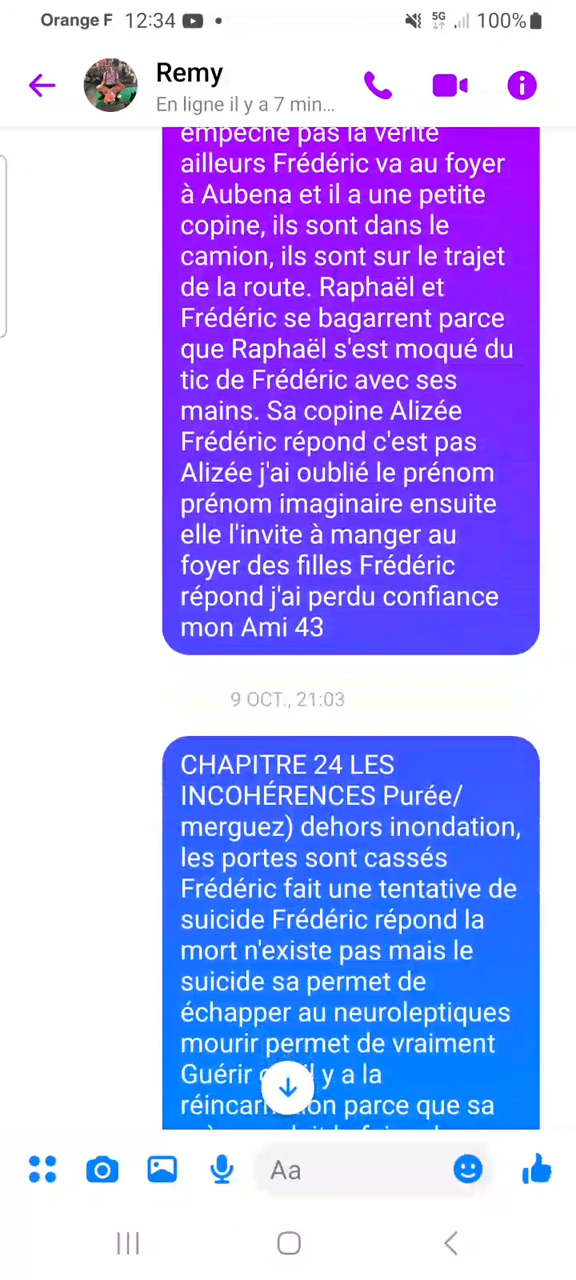 Orange F 12:34 5G 100%
Remy
En ligne il y a 7 min...
empêche pas la vérité
ailleurs Frédéric va au foyer
à Aubena et il a une petite
copine, ils sont dans le
camion, ils sont sur le trajet
de la route. Raphaël et
Frédéric se bagarrent parce
que Raphaël s'est moqué du
tic de Frédéric avec ses
mains. Sa copine Alizée
Frédéric répond c'est pas
Alizée j'ai oublié le prénom
prénom imaginaire ensuite
elle l'invite à manger au
foyer des filles Frédéric
répond j'ai perdu confiance
mon Ami 43
9 OCT., 21:03
CHAPITRE 24 LES
INCOHÉRENCES Purée/
merguez) dehors inondation,
les portes sont cassés
Frédéric fait une tentative de
suicide Frédéric répond la
mort n'existe pas mais le
suicide sa permet de
échapper au neuroleptiques
mourir permet de vraiment
Guérir y a la
parce que sa
Aa